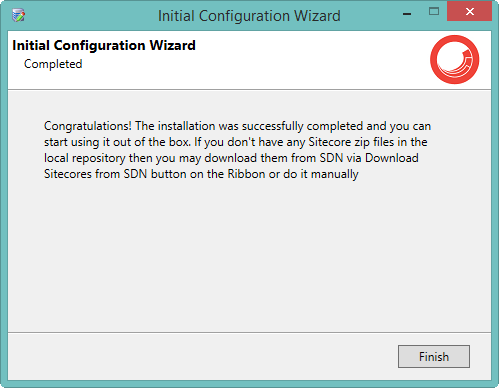 Initial Configuration Wizard
Initial Configuration Wizard
Completed
Congratulations! The installation was successfully completed and you can
start using it out of the box. If you don't have any Sitecore zip files in the
local repository then you may download them from SDN via Download
Sitecores from SDN button on the Ribbon or do it manually
Finish